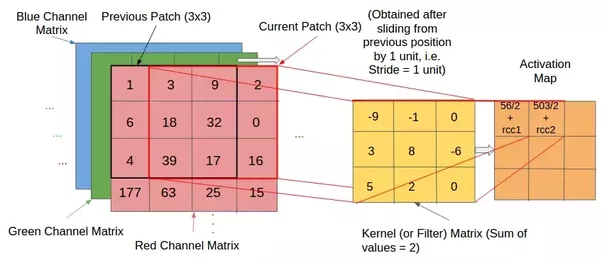 Blue Channel
Matrix
Previous Patch (3x3)
Current Patch (3x3)
(Obtained after
sliding from
previous position
by 1 unit, i.e.
Stride = 1 unit)
Activation
Map
1 3 9 2
6 18 32 0
4 39 17 16
177 63 25 15
...
...
...
...
-9 -1 0
3 8 -6
5 2 0
56/2 503/2
+ +
rcc1 rcc2
Green Channel Matrix
Red Channel Matrix
Kernel (or Filter) Matrix (Sum of
values = 2)